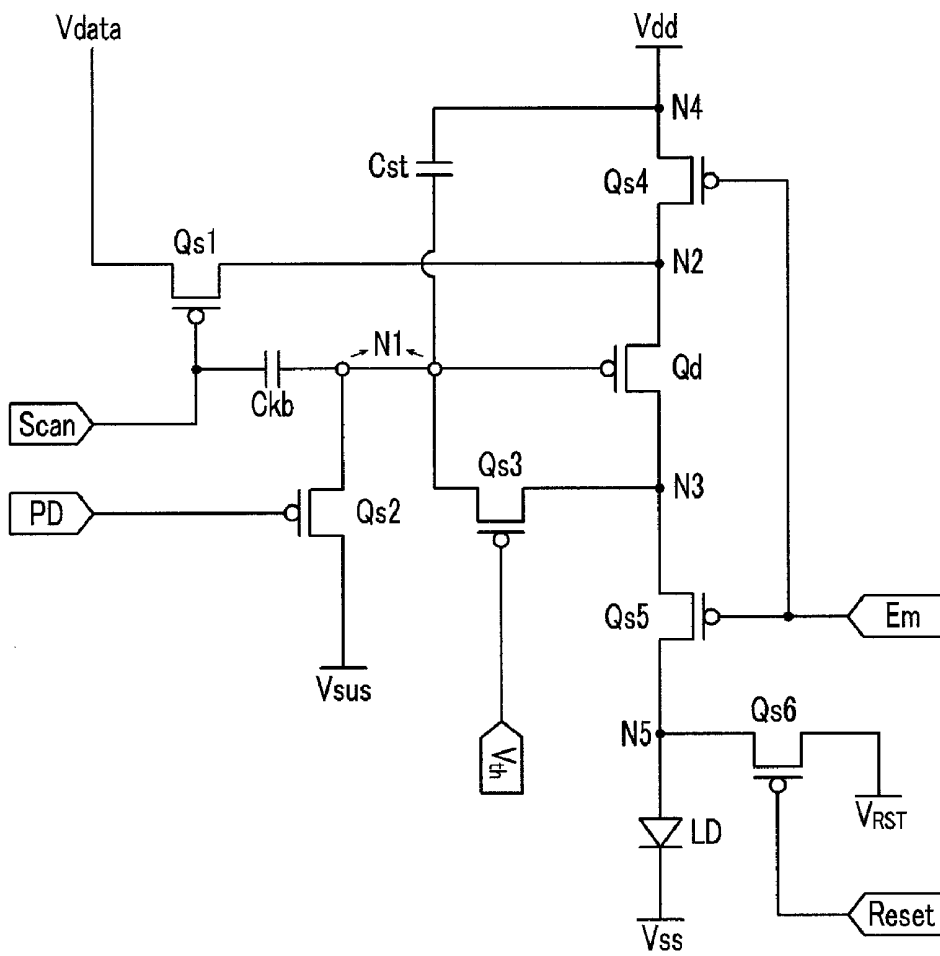 Vdata
Vdd
N4
Cst
Qs4
Qs1
N2
N1
Qd
Ckb
Scan
Qs3
N3
PD
Qs2
Qs5
Em
Vsus
Qs6
N5
Vth
VRST
LD
Reset
Vss